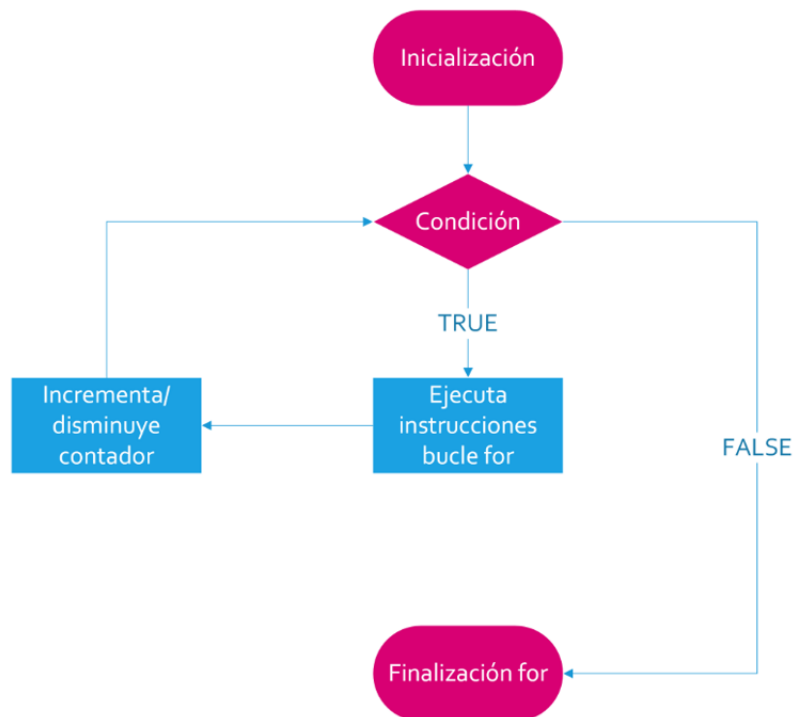 Inicialización
Condición
TRUE
Incrementa/
disminuye
contador
Ejecuta
instrucciones
bucle for
FALSE
Finalización for